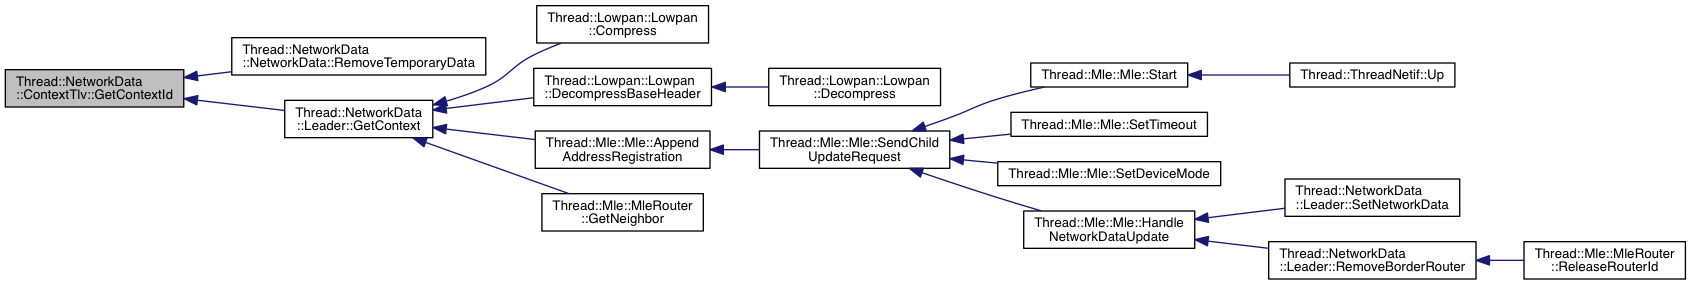 Thread::NetworkData
::ContextTlv::GetContextId
Thread::NetworkData
::NetworkData::RemoveTemporaryData
Thread::NetworkData
::Leader::GetContext
Thread::Lowpan::Lowpan
::Compress
Thread::Lowpan::Lowpan
::DecompressBaseHeader
Thread::Mle::Mle::Append
AddressRegistration
Thread::Mle::MleRouter
::GetNeighbor
Thread::Lowpan::Lowpan
::Decompress
Thread::Mle::Mle::SendChild
UpdateRequest
Thread::Mle::Mle::Start
Thread::Mle::Mle::SetTimeout
Thread::Mle::Mle::SetDeviceMode
Thread::Mle::Mle::Handle
NetworkDataUpdate
Thread::ThreadNetif::Up
Thread::NetworkData
::Leader::SetNetworkData
Thread::NetworkData
::Leader::RemoveBorderRouter
Thread::Mle::MleRouter
::ReleaseRouterId